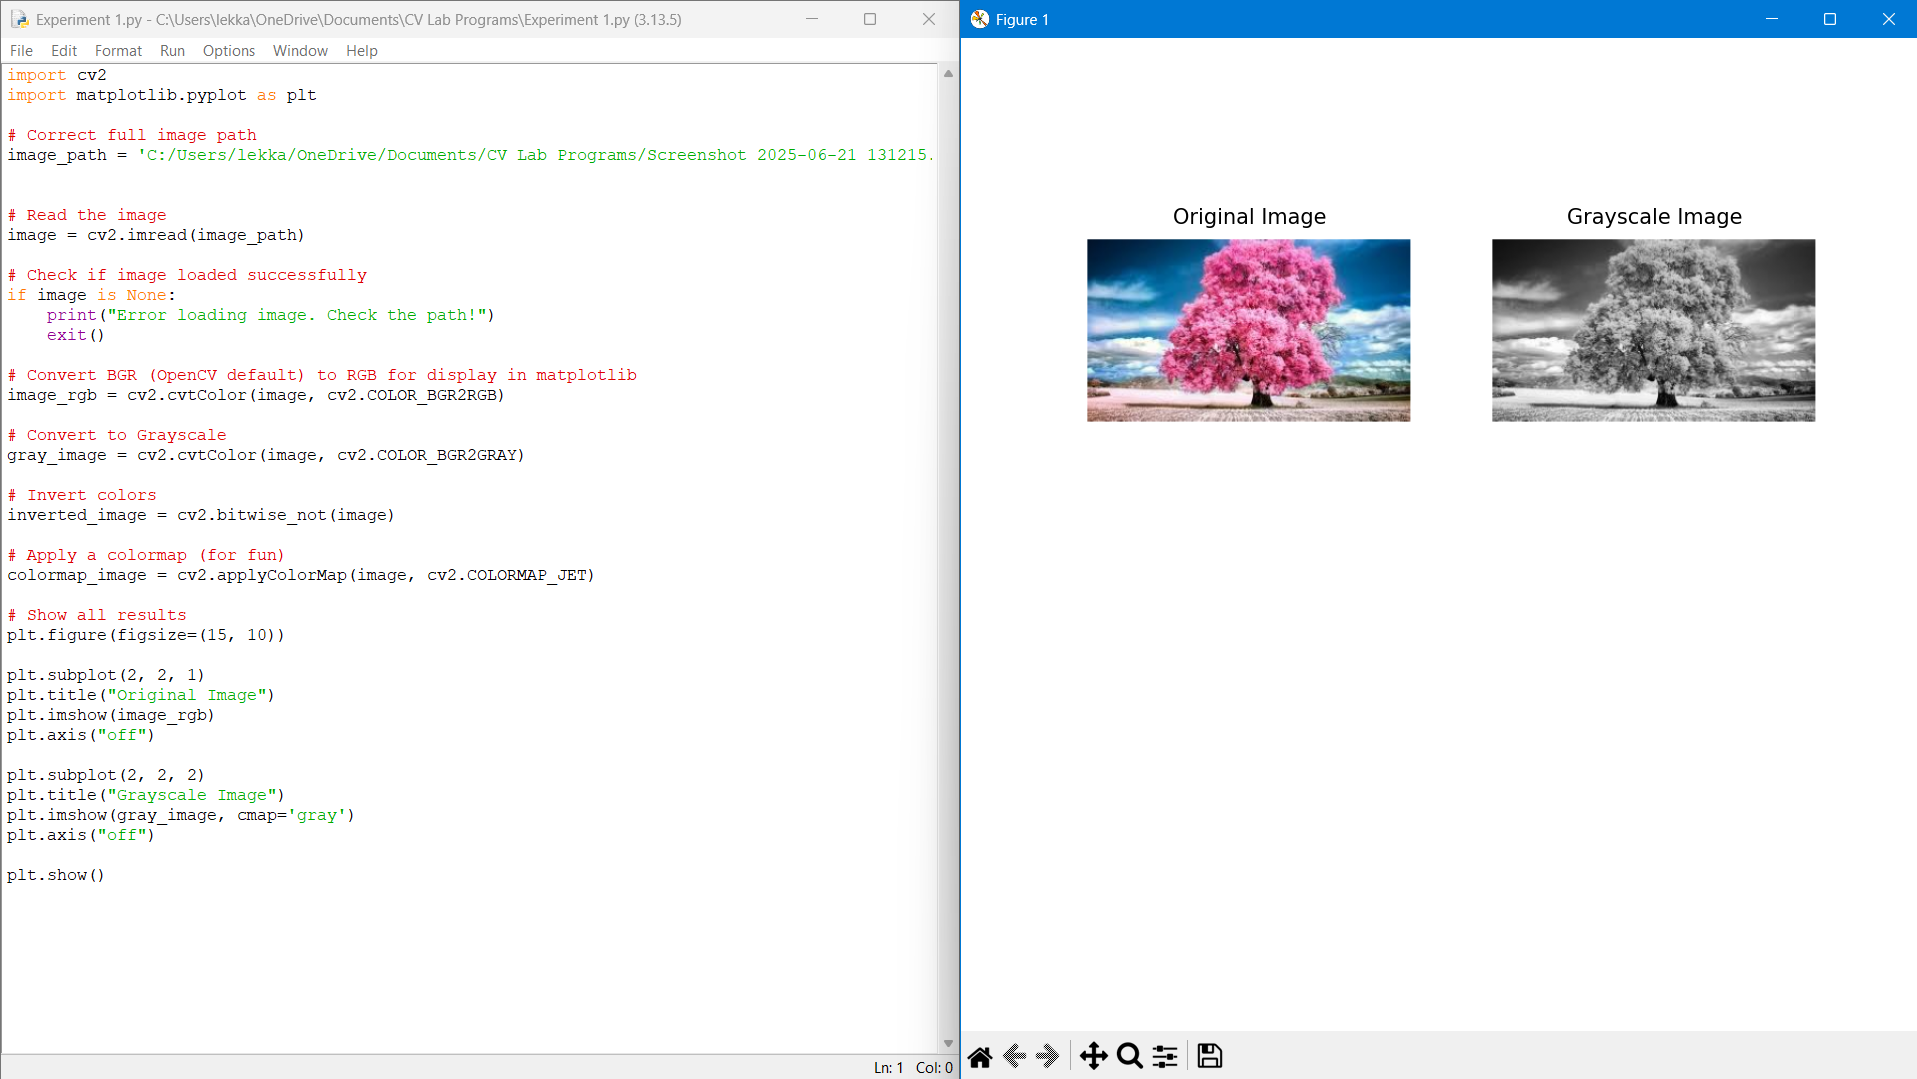 Experiment 1.py - C:\Users\lekka\OneDrive\Documents\CV Lab Programs\Experiment 1.py (3.13.5)
File Edit Format Run Options Window Help
import cv2
import matplotlib.pyplot as plt
# Correct full image path
image_path = 'C:/Users/lekka/OneDrive/Documents/CV Lab Programs/Screenshot 2025-06-21 131215.
# Read the image
image = cv2.imread(image_path)
# Check if image loaded successfully
if image is None:
    print("Error loading image. Check the path!")
    exit()
# Convert BGR (OpenCV default) to RGB for display in matplotlib
image_rgb = cv2.cvtColor(image, cv2.COLOR_BGR2RGB)
# Convert to Grayscale
gray_image = cv2.cvtColor(image, cv2.COLOR_BGR2GRAY)
# Invert colors
inverted_image = cv2.bitwise_not(image)
# Apply a colormap (for fun)
colormap_image = cv2.applyColorMap(image, cv2.COLORMAP_JET)
# Show all results
plt.figure(figsize=(15, 10))
plt.subplot(2, 2, 1)
plt.title("Original Image")
plt.imshow(image_rgb)
plt.axis("off")
plt.subplot(2, 2, 2)
plt.title("Grayscale Image")
plt.imshow(gray_image, cmap='gray')
plt.axis("off")
plt.show()
Ln: 1 Col: 0
Figure 1
Original Image
Grayscale Image